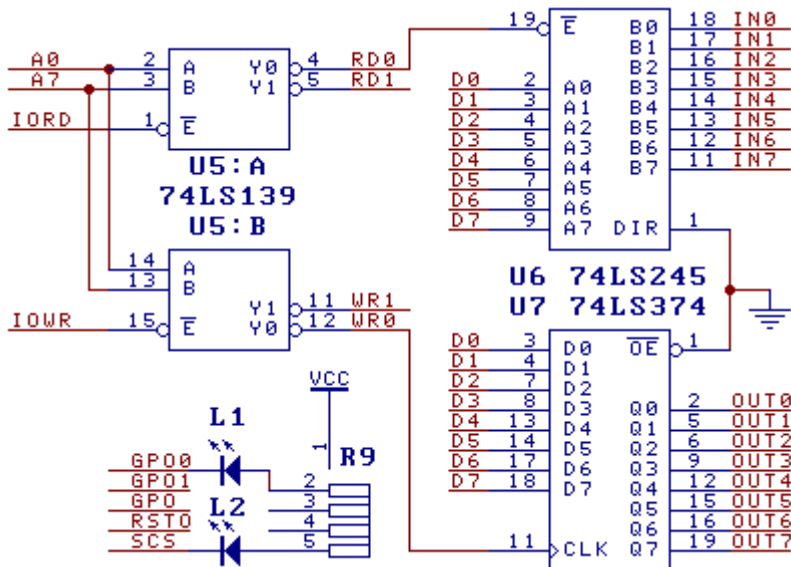 A0 2 A Y0 4 RD0
A7 3 B Y1 5 RD1
IORD 1 E
U5:A
74LS139
U5:B
14 A
13 B
Y1 11 WR1
IOWR 15 E Y0 12 WR0
19 E B0 18 IN0
B1 17 IN1
D0 2 A0 B2 16 IN2
D1 3 A1 B3 15 IN3
D2 4 A2 B4 14 IN4
D3 5 A3 B5 13 IN5
D4 6 A4 B6 12 IN6
D5 7 A5 B7 11 IN7
D6 8 A6
D7 9 A7 DIR 1
U6 74LS245
U7 74LS374
D0 3 D0 OE 1
D1 4 D1
D2 7 D2
D3 8 D3 Q0 2 OUT0
D4 13 D4 Q1 5 OUT1
D5 14 D5 Q2 6 OUT2
D6 17 D6 Q3 9 OUT3
D7 18 D7 Q4 12 OUT4
Q5 15 OUT5
Q6 16 OUT6
11 CLK Q7 19 OUT7
VCC
L1
1 R9
GPO0
GPO1 2
GPO L2 3
RSTO 4
SCS 5